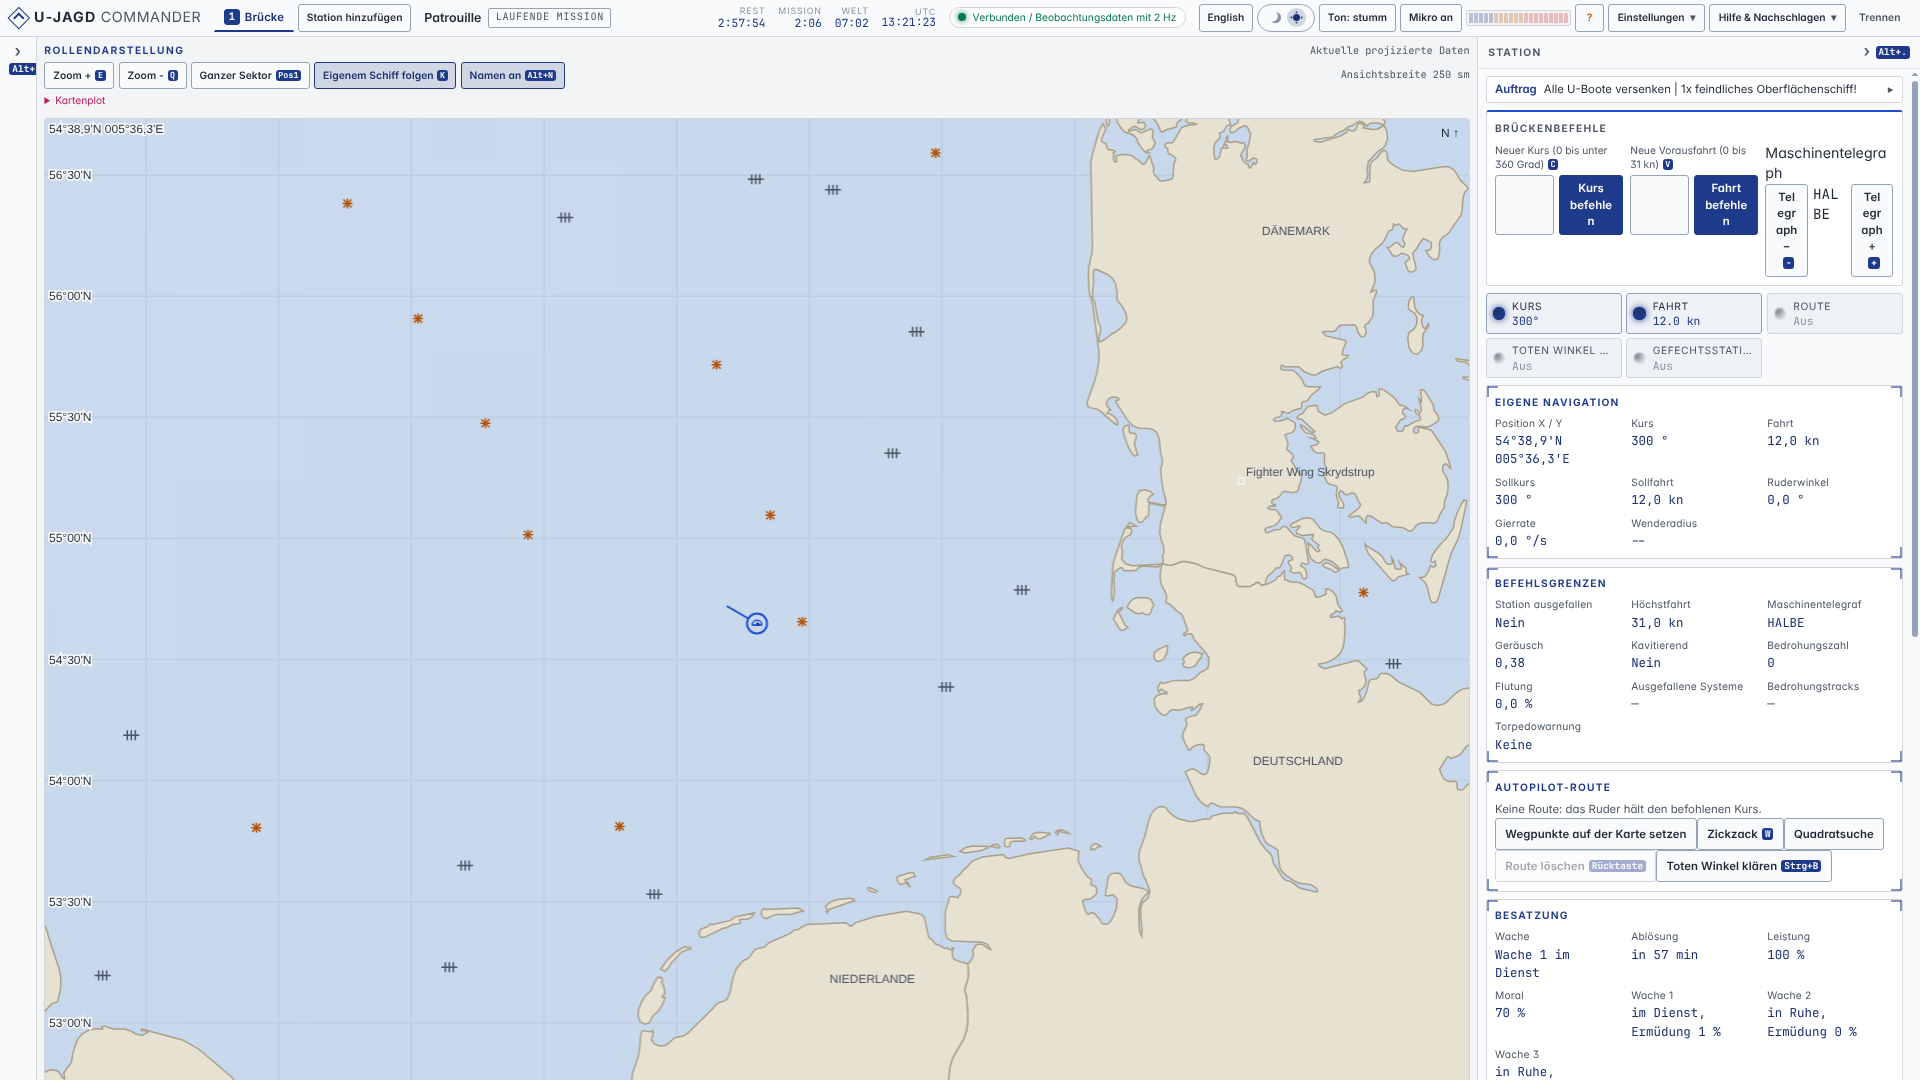 U-JAGD COMMANDER
1 Brücke
Station hinzufügen
Patrouille
LAUFENDE MISSION
REST
2:57:54
MISSION
2:06
WELT
07:02
UTC
13:21:23
Verbunden / Beobachtungsdaten mit 2 Hz
English
Ton: stumm
Mikro an
?
Einstellungen ▾
Hilfe & Nachschlagen ▾
Trennen
Alt+
ROLLENDARSTELLUNG
Aktuelle projizierte Daten
Zoom + E
Zoom - Q
Ganzer Sektor Pos1
Eigenem Schiff folgen K
Namen an Alt+N
Ansichtsbreite 250 sm
▸ Kartenplot
54°38,9'N 005°36,3'E
N ↑
56°30'N
DÄNEMARK
56°00'N
55°30'N
Fighter Wing Skrydstrup
55°00'N
54°30'N
DEUTSCHLAND
54°00'N
53°30'N
NIEDERLANDE
53°00'N
STATION
› Alt+.
Auftrag Alle U-Boote versenken | 1x feindliches Oberflächenschiff! ▸
BRÜCKENBEFEHLE
Neuer Kurs (0 bis unter
360 Grad) C
Kurs
befehle
n
Neue Vorausfahrt (0 bis
31 kn) V
Fahrt
befehle
n
Maschinentelegra
ph
Tel
egr
aph
–
-
HAL
BE
Tel
egr
aph
+
+
KURS
300°
FAHRT
12.0 kn
ROUTE
Aus
TOTEN WINKEL ...
Aus
GEFECHTSSTATI...
Aus
EIGENE NAVIGATION
Position X / Y
54°38,9'N
005°36,3'E
Kurs
300 °
Fahrt
12,0 kn
Sollkurs
300 °
Sollfahrt
12,0 kn
Ruderwinkel
0,0 °
Gierrate
0,0 °/s
Wenderadius
--
BEFEHLSGRENZEN
Station ausgefallen
Nein
Höchstfahrt
31,0 kn
Maschinentelegraf
HALBE
Geräusch
0,38
Kavitierend
Nein
Bedrohungszahl
0
Flutung
0,0 %
Ausgefallene Systeme
—
Bedrohungstracks
—
Torpedowarnung
Keine
AUTOPILOT-ROUTE
Keine Route: das Ruder hält den befohlenen Kurs.
Wegpunkte auf der Karte setzen
Zickzack W
Quadratsuche
Route löschen Rücktaste
Toten Winkel klären Strg+B
BESATZUNG
Wache
Wache 1 im
Dienst
Ablösung
in 57 min
Leistung
100 %
Moral
70 %
Wache 1
im Dienst,
Ermüdung 1 %
Wache 2
in Ruhe,
Ermüdung 0 %
Wache 3
in Ruhe,